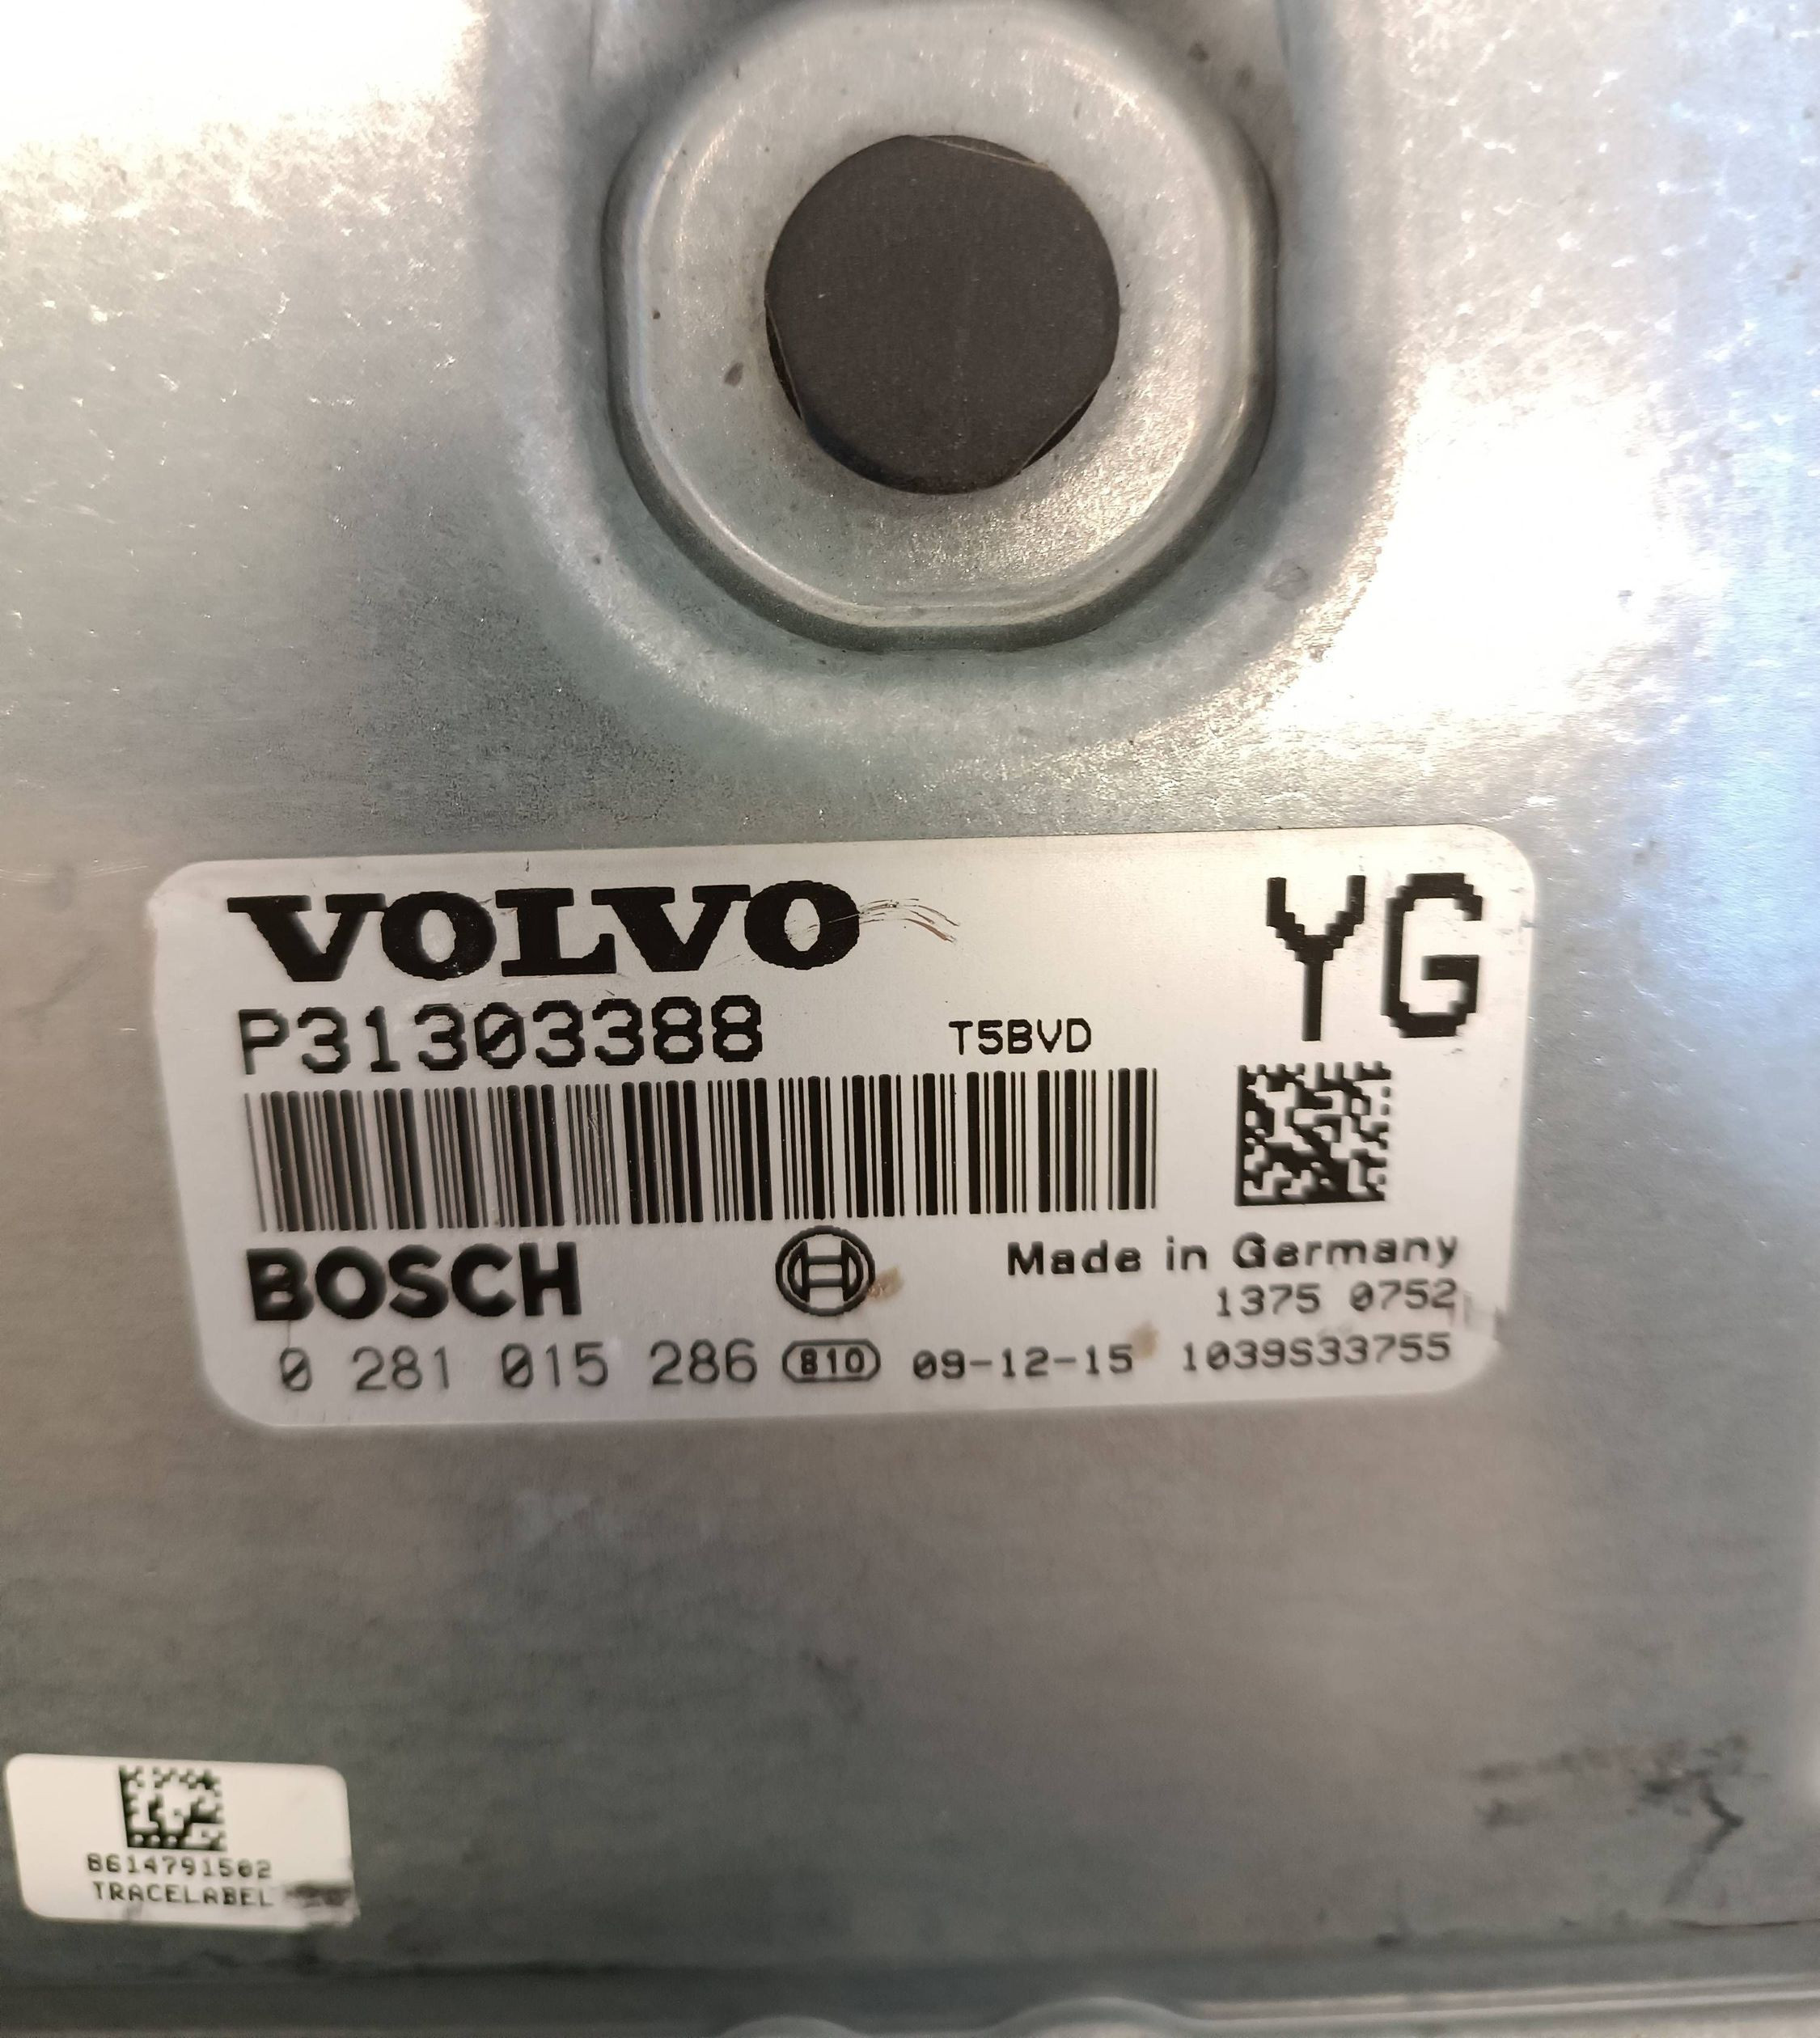 VOLVO
YG
P31303388 T5BVD
BOSCH Made in Germany
1375 0752
0 281 015 286 810 09-12-15 1039S33755
8614791502
TRACELABEL